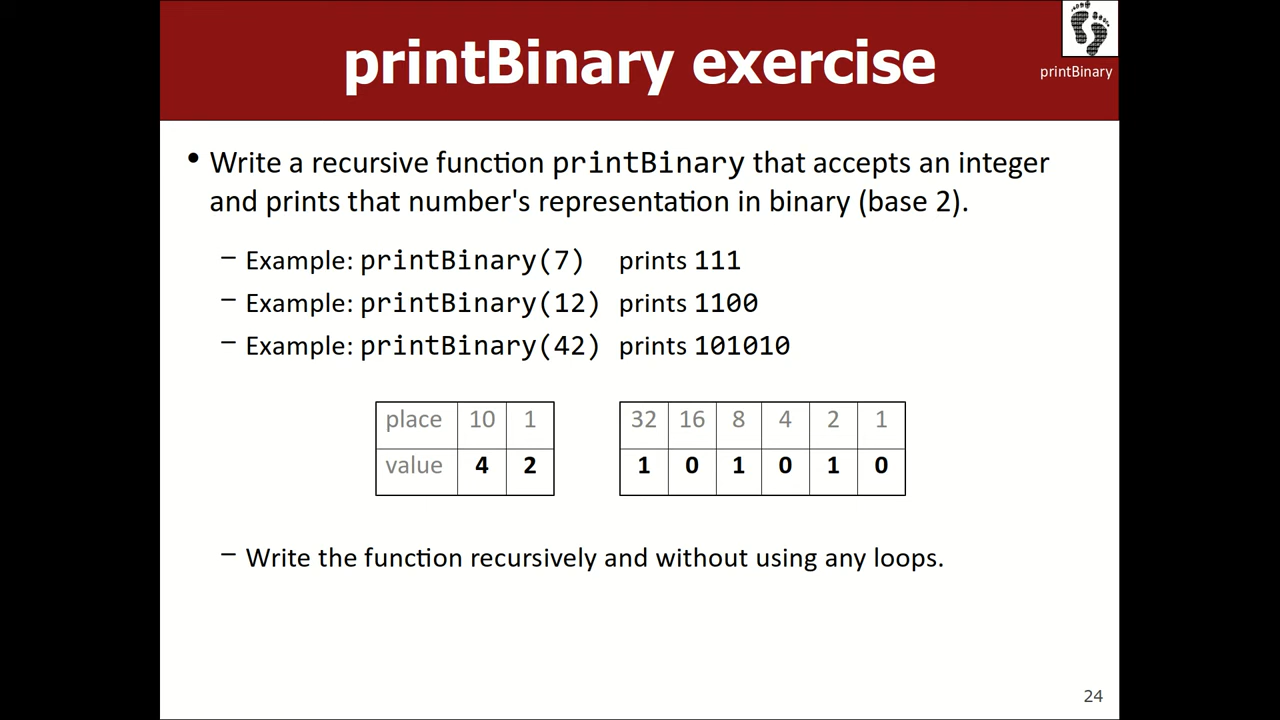 printBinary exercise
printBinary
• Write a recursive function printBinary that accepts an integer
and prints that number's representation in binary (base 2).
– Example: printBinary(7) prints 111
– Example: printBinary(12) prints 1100
– Example: printBinary(42) prints 101010
place 10 1 32 16 8 4 2 1
value 4 2 1 0 1 0 1 0
– Write the function recursively and without using any loops.
24